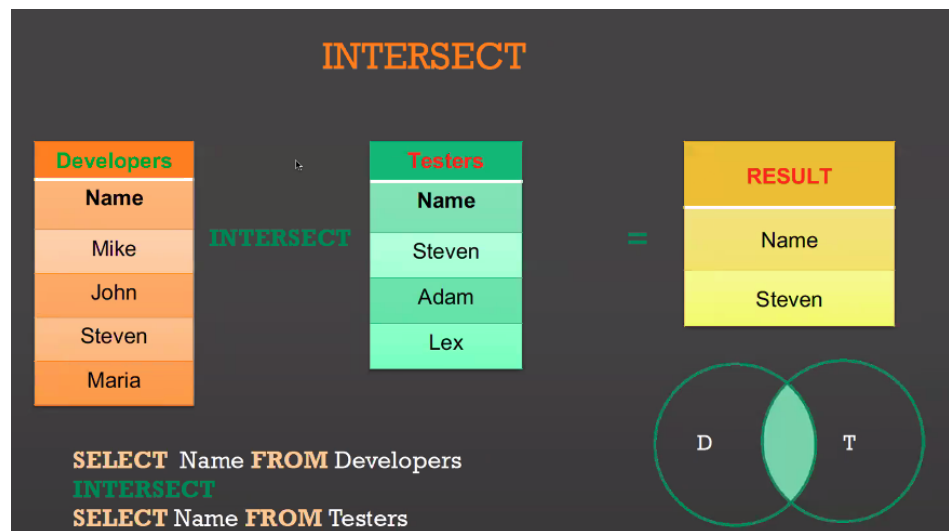 INTERSECT
Developers
Name
Mike
John
Steven
Maria
INTERSECT
Testers
Name
Steven
Adam
Lex
=
RESULT
Name
Steven
D
T
SELECT Name FROM Developers
INTERSECT
SELECT Name FROM Testers